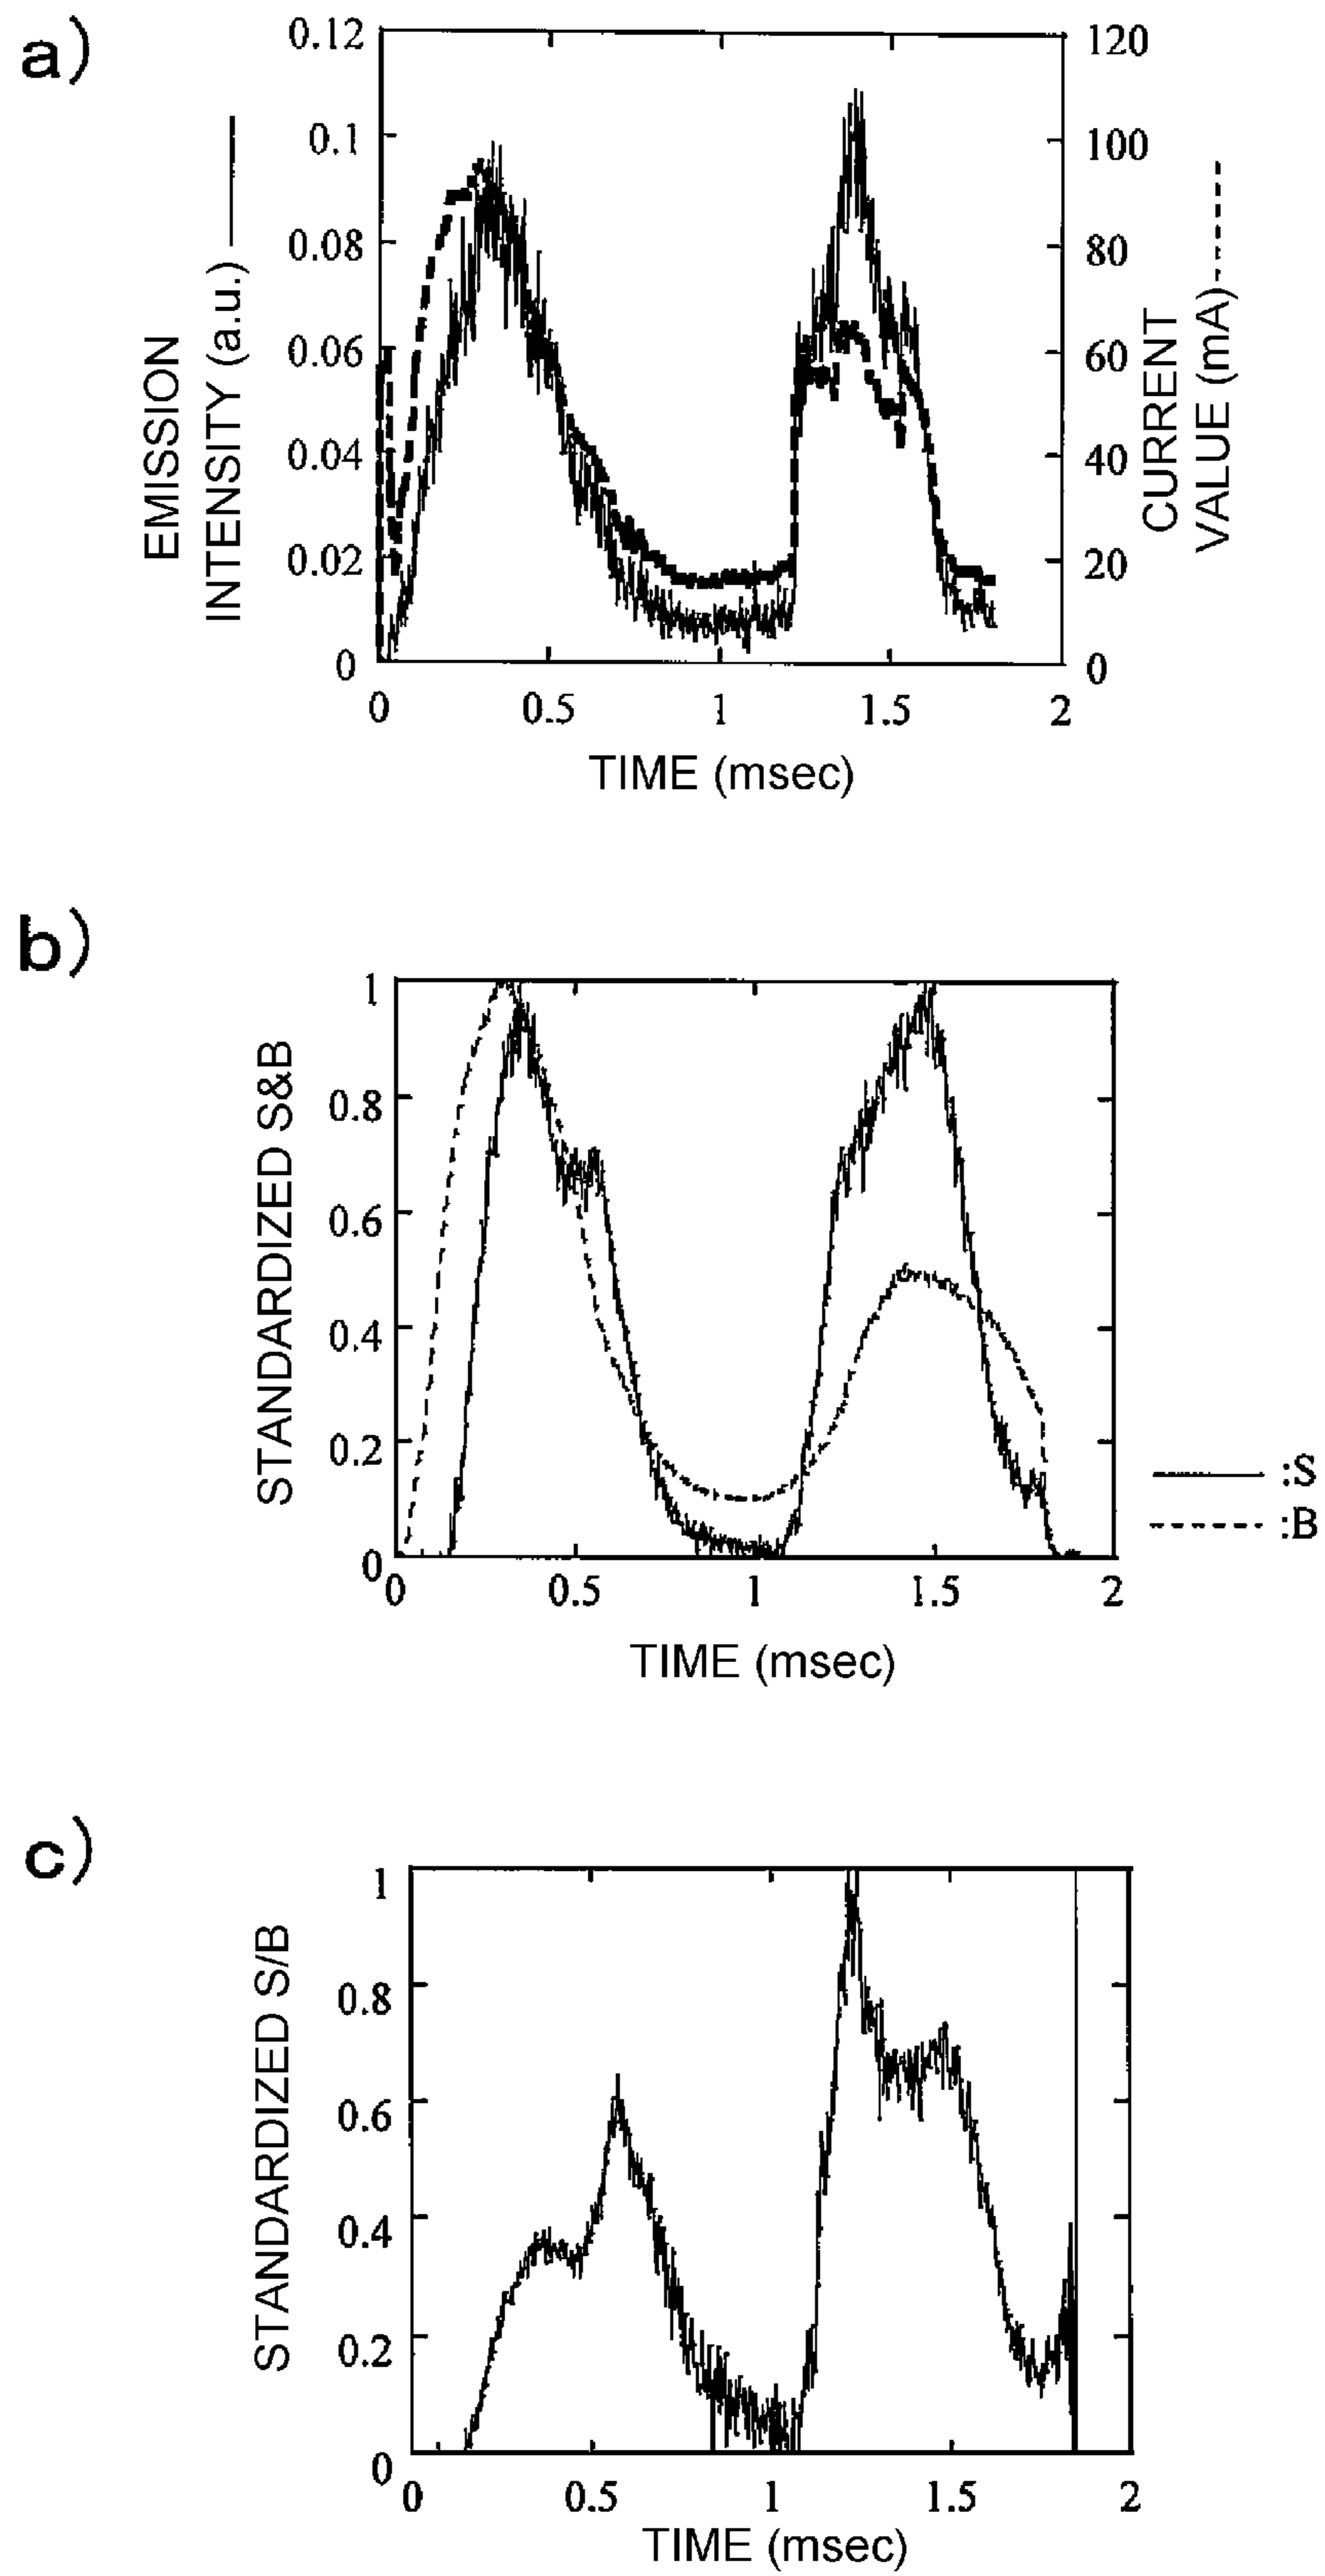 a)
0.12
0.1
0.08
0.06
0.04
0.02
0
120
100
80
60
40
20
0
EMISSION
INTENSITY (a.u.)
CURRENT
VALUE (mA)
0 0.5 1 1.5 2
TIME (msec)
b)
1
0.8
0.6
0.4
0.2
0
STANDARDIZED S&B
:S
:B
0 0.5 1 1.5 2
TIME (msec)
c)
1
0.8
0.6
0.4
0.2
0
STANDARDIZED S/B
0 0.5 1 1.5 2
TIME (msec)